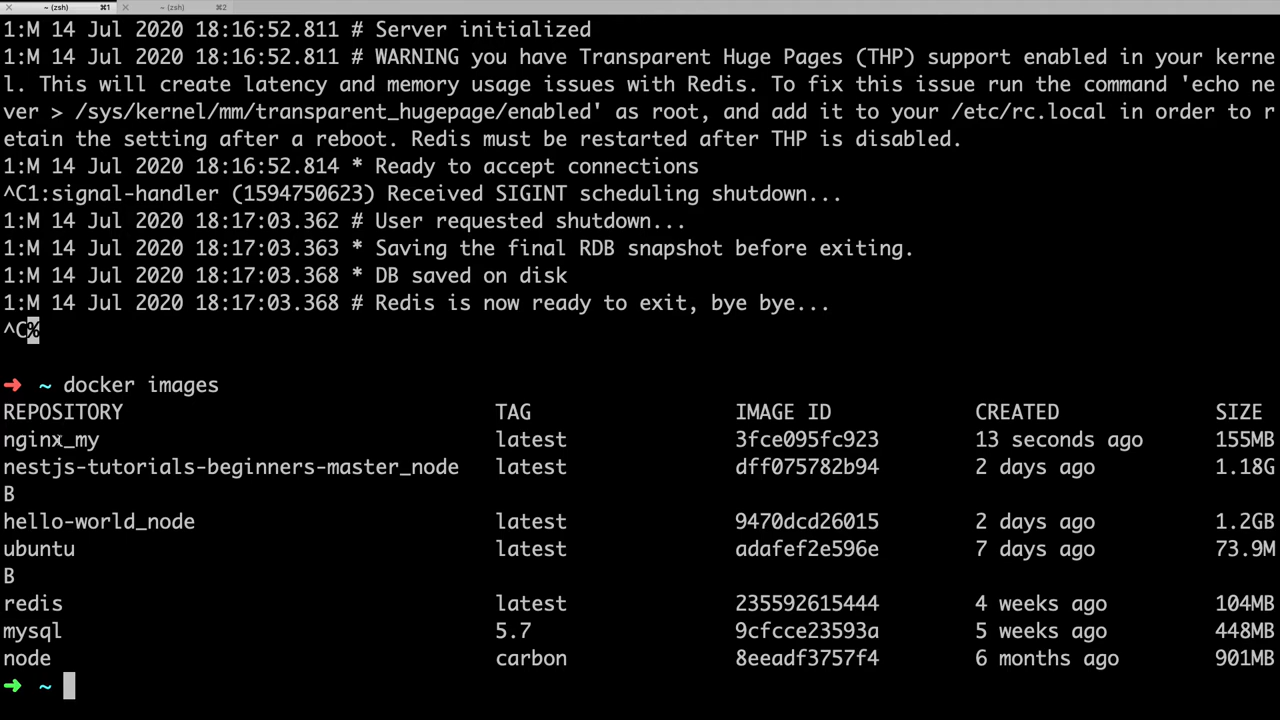 ~ (zsh) ⌘1 ~ (zsh) ⌘2
1:M 14 Jul 2020 18:16:52.811 # Server initialized
1:M 14 Jul 2020 18:16:52.811 # WARNING you have Transparent Huge Pages (THP) support enabled in your kerne
l. This will create latency and memory usage issues with Redis. To fix this issue run the command 'echo ne
ver > /sys/kernel/mm/transparent_hugepage/enabled' as root, and add it to your /etc/rc.local in order to r
etain the setting after a reboot. Redis must be restarted after THP is disabled.
1:M 14 Jul 2020 18:16:52.814 * Ready to accept connections
^C1:signal-handler (1594750623) Received SIGINT scheduling shutdown...
1:M 14 Jul 2020 18:17:03.362 # User requested shutdown...
1:M 14 Jul 2020 18:17:03.363 * Saving the final RDB snapshot before exiting.
1:M 14 Jul 2020 18:17:03.368 * DB saved on disk
1:M 14 Jul 2020 18:17:03.368 # Redis is now ready to exit, bye bye...
^C%
➜ ~ docker images
REPOSITORY TAG IMAGE ID CREATED SIZE
nginx_my latest 3fce095fc923 13 seconds ago 155MB
nestjs-tutorials-beginners-master_node latest dff075782b94 2 days ago 1.18G
B
hello-world_node latest 9470dcd26015 2 days ago 1.2GB
ubuntu latest adafef2e596e 7 days ago 73.9M
B
redis latest 235592615444 4 weeks ago 104MB
mysql 5.7 9cfcce23593a 5 weeks ago 448MB
node carbon 8eeadf3757f4 6 months ago 901MB
➜ ~